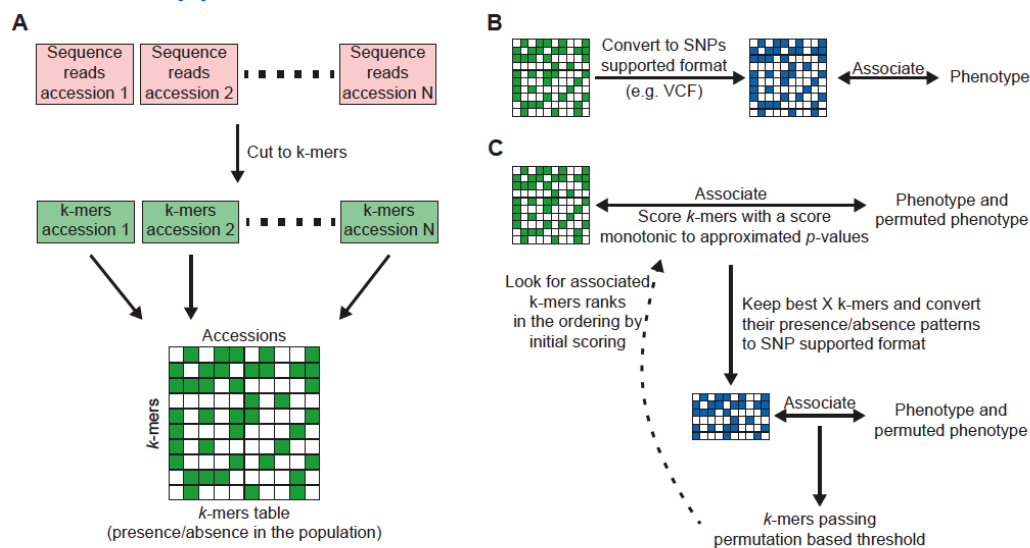 A
Sequence
reads
accession 1
Sequence
reads
accession 2
Sequence
reads
accession N
Cut to k-mers
k-mers
accession 1
k-mers
accession 2
k-mers
accession N
Accessions
k-mers
k-mers table
(presence/absence in the population)
B
Convert to SNPs
supported format
(e.g. VCF)
Associate
Phenotype
C
Associate
Score k-mers with a score
monotonic to approximated p-values
Phenotype and
permuted phenotype
Look for associated
k-mers ranks
in the ordering by
initial scoring
Keep best X k-mers and convert
their presence/absence patterns
to SNP supported format
Associate
Phenotype and
permuted phenotype
k-mers passing
permutation based threshold